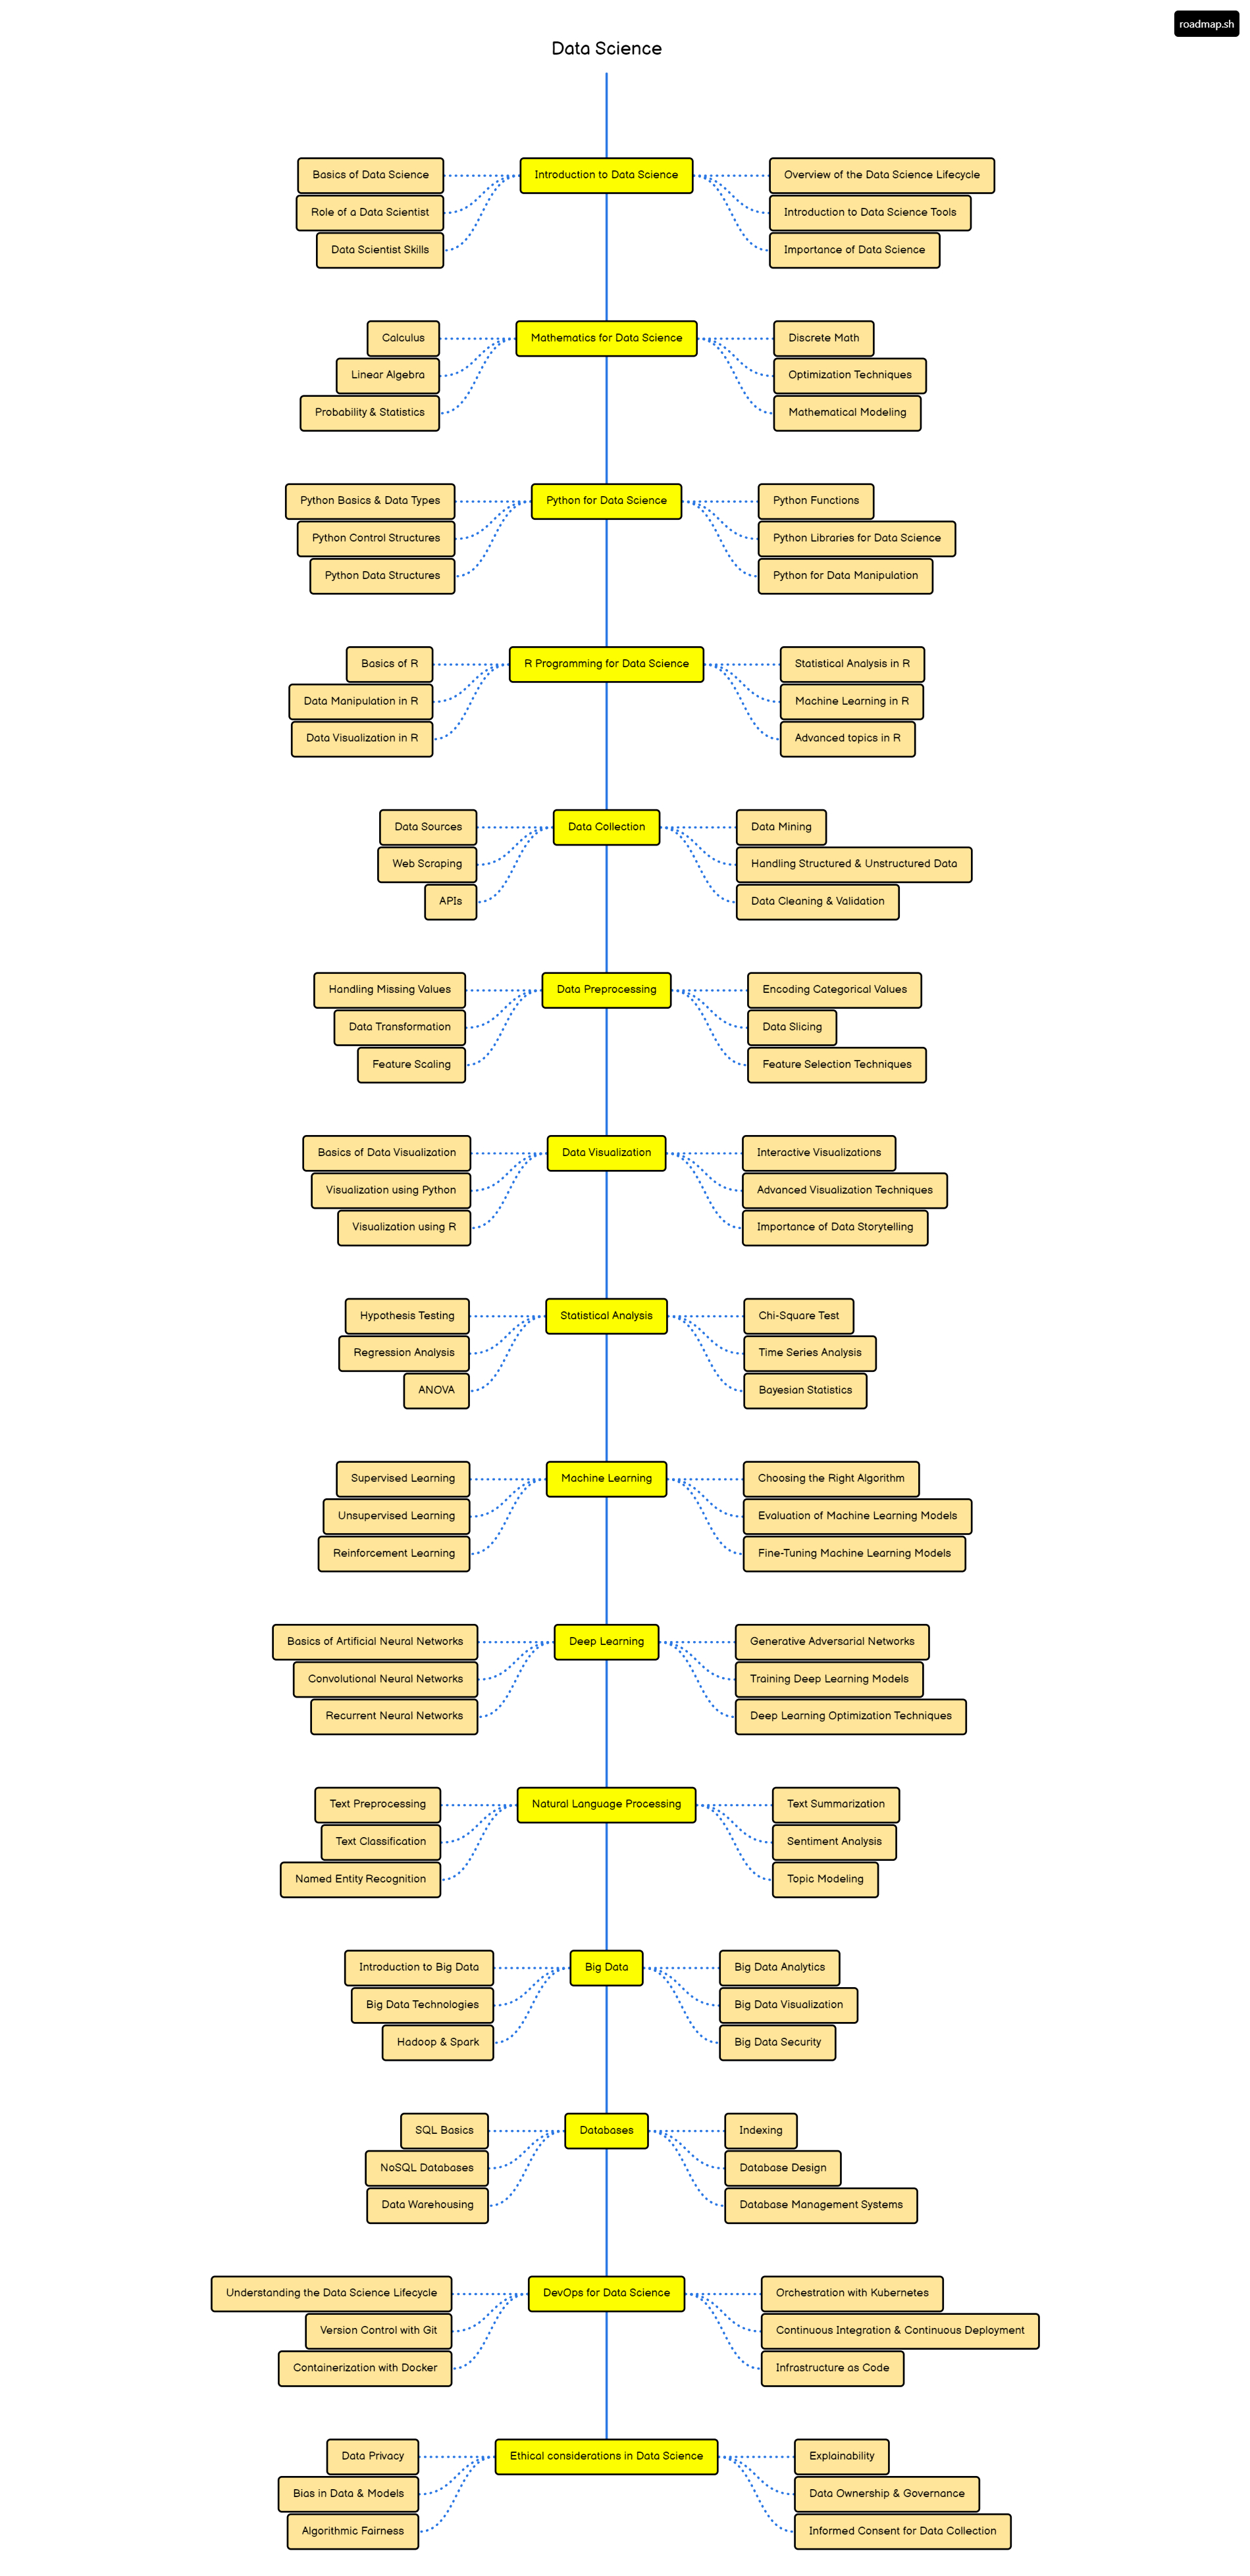 roadmap.sh
Data Science
Introduction to Data Science
Basics of Data Science
Role of a Data Scientist
Data Scientist Skills
Overview of the Data Science Lifecycle
Introduction to Data Science Tools
Importance of Data Science
Mathematics for Data Science
Calculus
Linear Algebra
Probability & Statistics
Discrete Math
Optimization Techniques
Mathematical Modeling
Python for Data Science
Python Basics & Data Types
Python Control Structures
Python Data Structures
Python Functions
Python Libraries for Data Science
Python for Data Manipulation
R Programming for Data Science
Basics of R
Data Manipulation in R
Data Visualization in R
Statistical Analysis in R
Machine Learning in R
Advanced topics in R
Data Collection
Data Sources
Web Scraping
APIs
Data Mining
Handling Structured & Unstructured Data
Data Cleaning & Validation
Data Preprocessing
Handling Missing Values
Data Transformation
Feature Scaling
Encoding Categorical Values
Data Slicing
Feature Selection Techniques
Data Visualization
Basics of Data Visualization
Visualization using Python
Visualization using R
Interactive Visualizations
Advanced Visualization Techniques
Importance of Data Storytelling
Statistical Analysis
Hypothesis Testing
Regression Analysis
ANOVA
Chi-Square Test
Time Series Analysis
Bayesian Statistics
Machine Learning
Supervised Learning
Unsupervised Learning
Reinforcement Learning
Choosing the Right Algorithm
Evaluation of Machine Learning Models
Fine-Tuning Machine Learning Models
Deep Learning
Basics of Artificial Neural Networks
Convolutional Neural Networks
Recurrent Neural Networks
Generative Adversarial Networks
Training Deep Learning Models
Deep Learning Optimization Techniques
Natural Language Processing
Text Preprocessing
Text Classification
Named Entity Recognition
Text Summarization
Sentiment Analysis
Topic Modeling
Big Data
Introduction to Big Data
Big Data Technologies
Hadoop & Spark
Big Data Analytics
Big Data Visualization
Big Data Security
Databases
SQL Basics
NoSQL Databases
Data Warehousing
Indexing
Database Design
Database Management Systems
DevOps for Data Science
Understanding the Data Science Lifecycle
Version Control with Git
Containerization with Docker
Orchestration with Kubernetes
Continuous Integration & Continuous Deployment
Infrastructure as Code
Ethical considerations in Data Science
Data Privacy
Bias in Data & Models
Algorithmic Fairness
Explainability
Data Ownership & Governance
Informed Consent for Data Collection